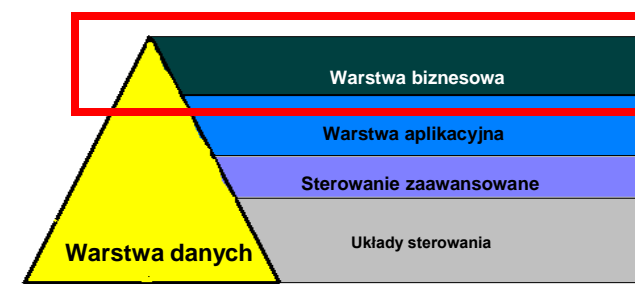 Warstwa biznesowa
Warstwa aplikacyjna
Sterowanie zaawansowane
Układy sterowania
Warstwa danych